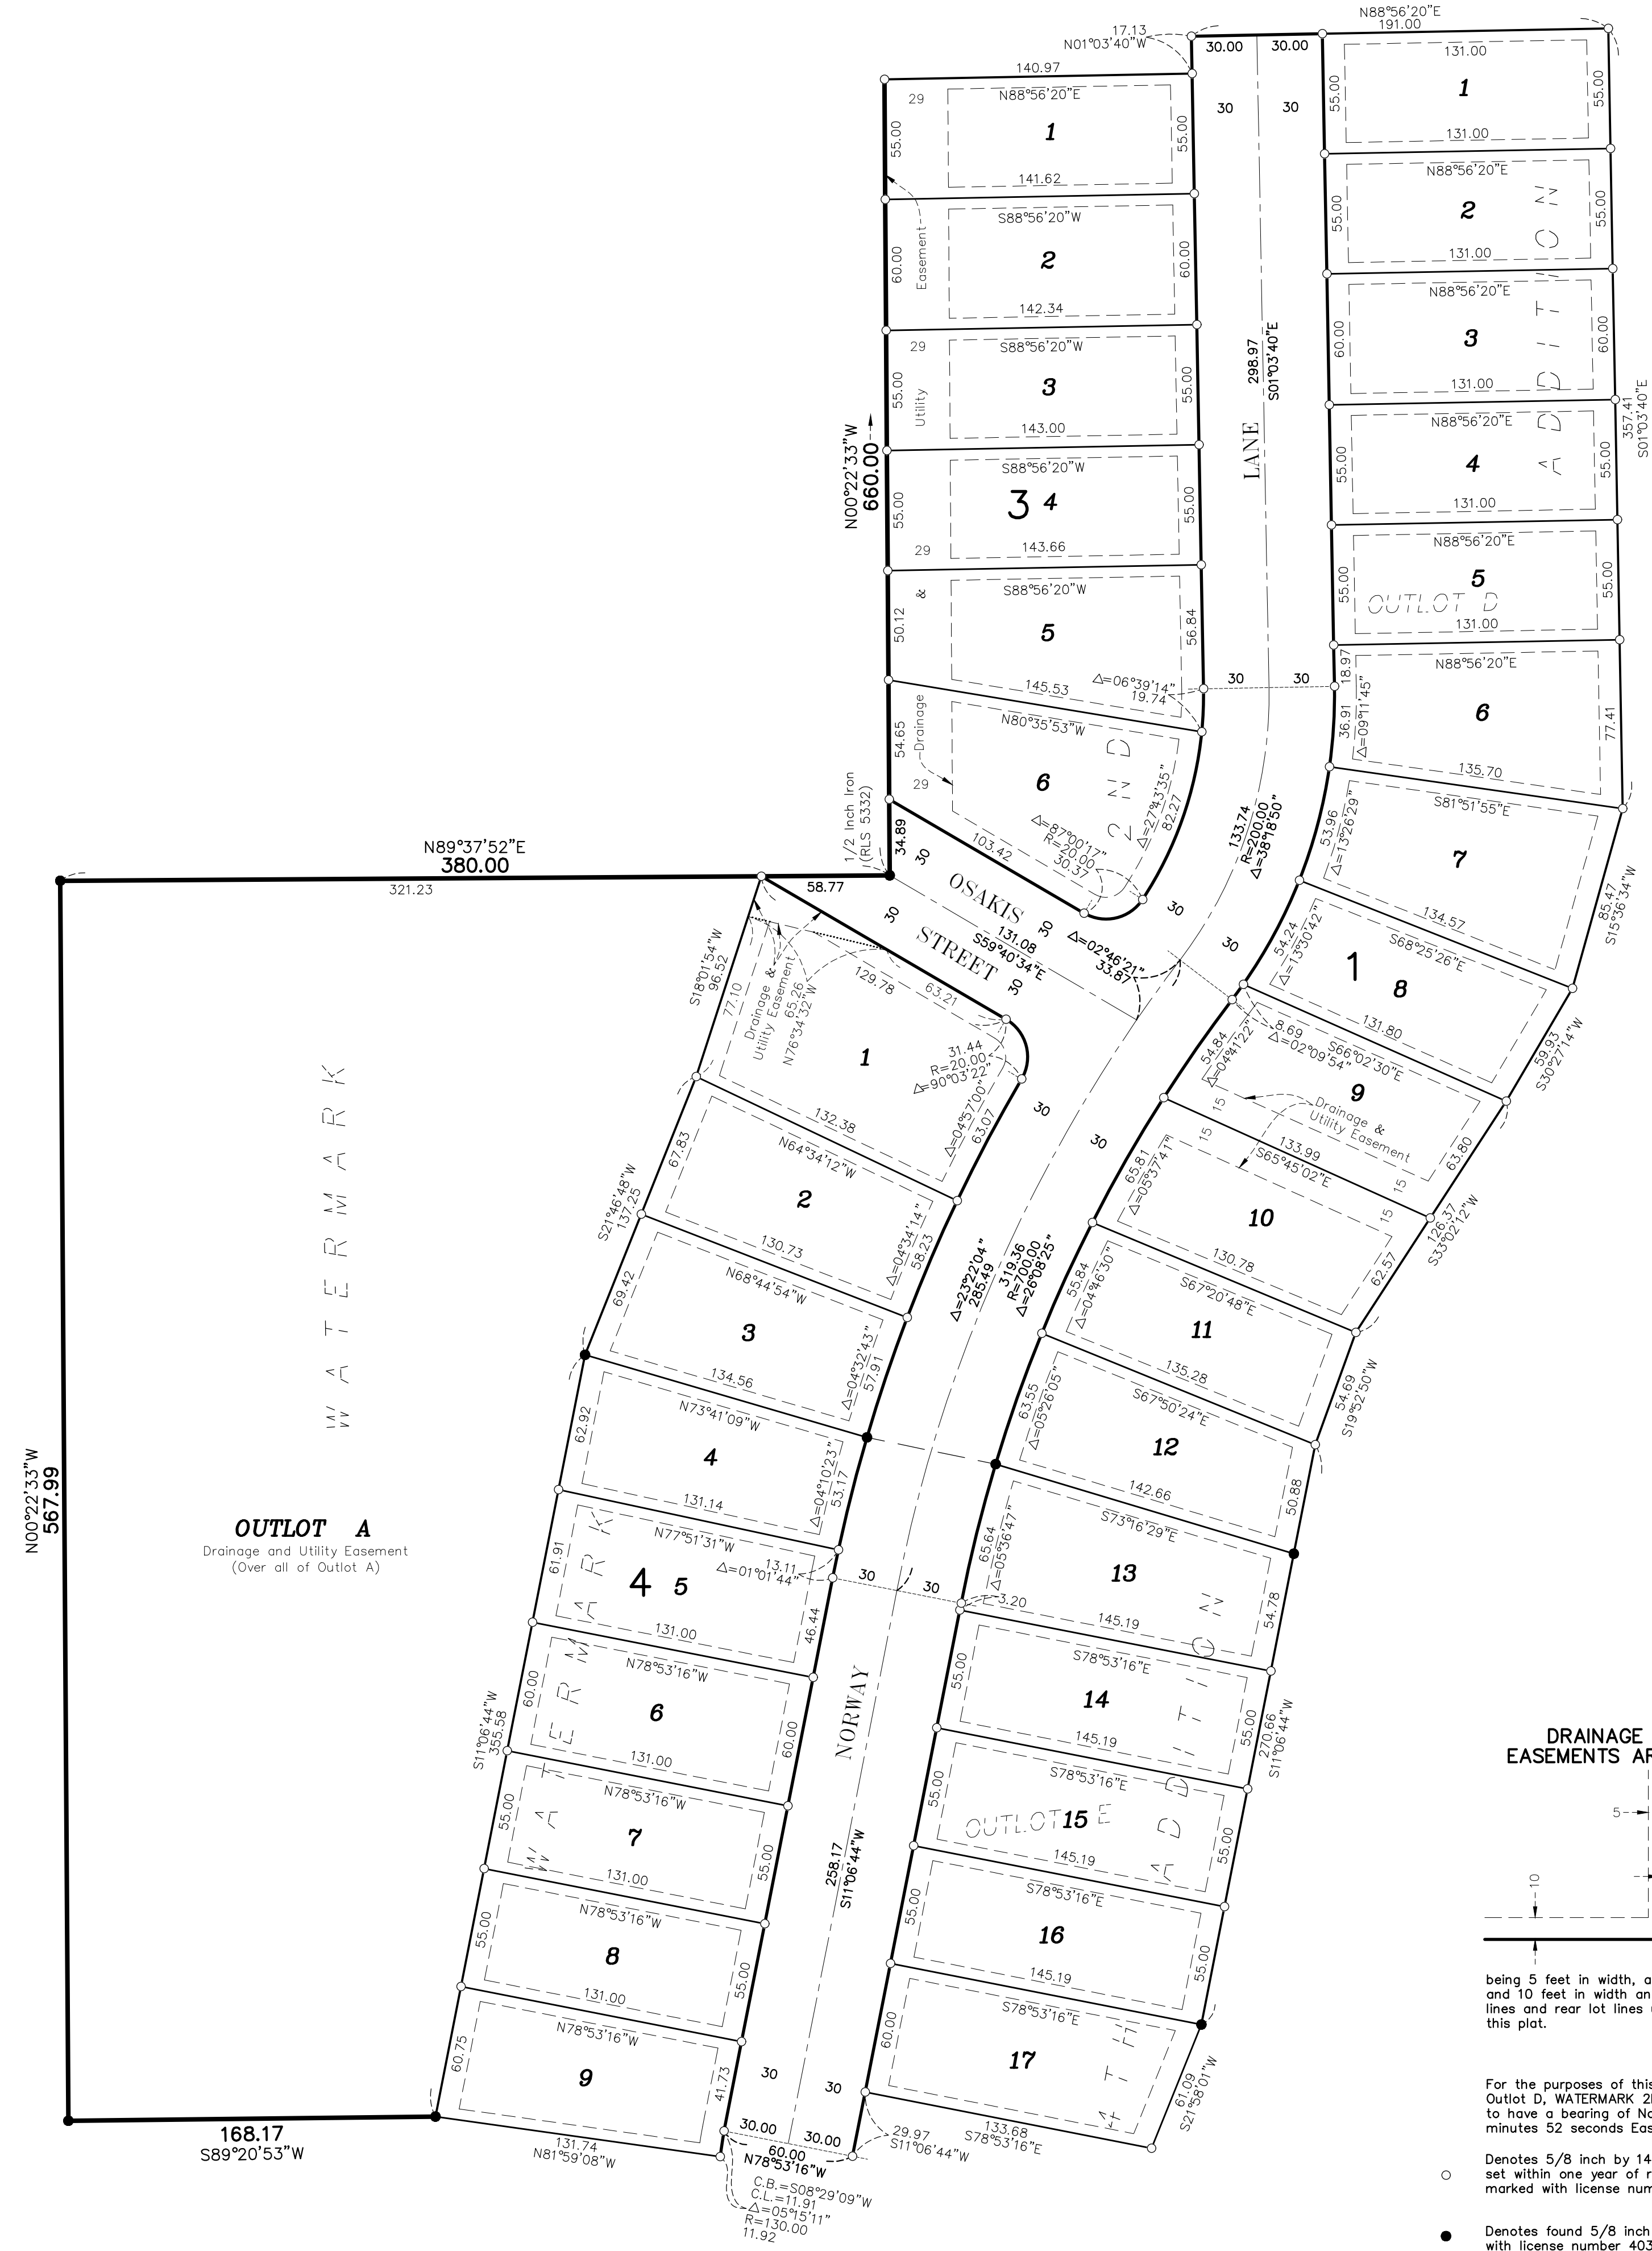 N88°56'20"E
191.00
17.13
N01°03'40"W
30.00
30.00
140.97
29
N88°56'20"E
55.00
1
55.00
141.62
30
30
S88°56'20"W
60.00
Easement
2
60.00
142.34
29
S88°56'20"W
55.00
Utility
3
55.00
143.00
S88°56'20"W
55.00
3
4
55.00
143.66
29
&
S88°56'20"W
50.12
5
56.84
145.53
Δ=06°39'14"
19.74
N80°35'53"W
54.65
Drainage
29
6
2 N D
Δ=27°43'35"
82.27
Δ=87°00'17"
R=20.00
30.37
103.42
N00°22'33"W
660.00
298.97
S01°03'40"E
LANE
30
30
131.00
55.00
1
55.00
131.00
N88°56'20"E
55.00
2
55.00
131.00
N88°56'20"E
60.00
3
60.00
131.00
N88°56'20"E
55.00
4
55.00
131.00
N88°56'20"E
55.00
5
55.00
OUTLOT D
131.00
A D D I T I O N
357.41
S01°03'40"E
18.97
N88°56'20"E
36.91
Δ=09°11'45"
6
77.41
135.70
S81°51'55"E
53.96
Δ=13°26'29"
7
134.57
85.47
S15°36'34"W
54.24
Δ=13°30'42"
S68°25'26"E
1
8
131.80
59.93
S30°27'14"W
133.74
R=200.00
Δ=38°18'50"
1/2 Inch Iron
(RLS 5332)
34.89
N89°37'52"E
380.00
321.23
58.77
30
30
OSAKIS
STREET
131.08
S59°40'34"E
30
30
30
30
Δ=02°46'21"
33.87
8.69
Δ=02°09'54"
S66°02'30"E
54.84
Δ=04°41'22"
9
15
Drainage &
Utility Easement
15
133.99
S65°45'02"E
15
15
63.80
126.37
S33°02'12"W
65.81
Δ=05°37'41"
10
130.78
62.57
S67°20'48"E
55.84
Δ=04°46'30"
11
135.28
54.69
S19°52'50"W
S67°50'24"E
63.55
Δ=05°26'05"
12
142.66
50.88
S73°16'29"E
65.64
Δ=05°36'47"
13
54.78
3.20
145.19
S78°53'16"E
55.00
14
55.00
145.19
270.66
S11°06'44"W
S78°53'16"E
55.00
OUTLOT E
15
55.00
145.19
A D D I T I O N
S78°53'16"E
55.00
16
55.00
145.19
S78°53'16"E
60.00
17
4 T H
61.09
S21°58'01"W
133.68
S78°53'16"E
29.97
S11°06'44"W
S18°01'54"W
96.52
77.10
Drainage &
Utility Easement
65.26
N76°34'32"W
129.78
63.21
1
31.44
R=20.00
Δ=90°03'22"
Δ=04°57'00"
63.07
132.38
N64°34'12"W
67.83
2
Δ=04°34'14"
58.23
130.73
S21°46'48"W
137.25
N68°44'54"W
69.42
3
Δ=04°32'43"
57.91
134.56
N73°41'09"W
62.92
4
Δ=04°10'23"
53.17
131.14
N77°51'31"W
61.91
4
5
13.11
Δ=01°01'44"
46.44
131.00
30
30
30
30
Δ=23°22'04"
285.49
319.36
R=700.00
Δ=26°08'25"
N78°53'16"W
60.00
6
60.00
131.00
S11°06'44"W
355.58
N78°53'16"W
55.00
7
55.00
131.00
N78°53'16"W
55.00
8
55.00
131.00
N78°53'16"W
60.75
9
41.73
131.74
N81°59'08"W
W A T E R M A R K
NORWAY
258.17
S11°06'44"W
30
30
30.00
30.00
60.00
N78°53'16"W
C.B.=S08°29'09"W
C.L.=11.91
Δ=05°15'11"
R=130.00
11.92
W A T E R M A R K
OUTLOT A
Drainage and Utility Easement
(Over all of Outlot A)
N00°22'33"W
567.99
168.17
S89°20'53"W
DRAINAGE
EASEMENTS AR
5
10
being 5 feet in width, a
and 10 feet in width an
lines and rear lot lines
this plat.
For the purposes of this
Outlot D, WATERMARK 2
to have a bearing of No
minutes 52 seconds Eas
Denotes 5/8 inch by 14
set within one year of r
marked with license num
Denotes found 5/8 inch
with license number 403